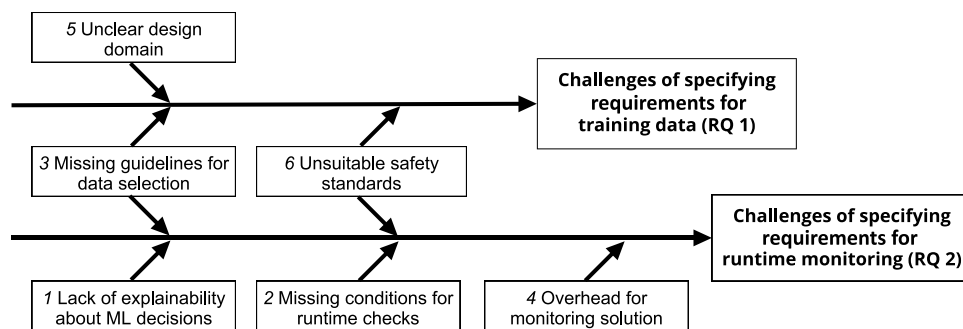 5 Unclear design
domain
Challenges of specifying
requirements for
training data (RQ 1)
3 Missing guidelines for
data selection
6 Unsuitable safety
standards
Challenges of specifying
requirements for
runtime monitoring (RQ 2)
1 Lack of explainability
about ML decisions
2 Missing conditions for
runtime checks
4 Overhead for
monitoring solution